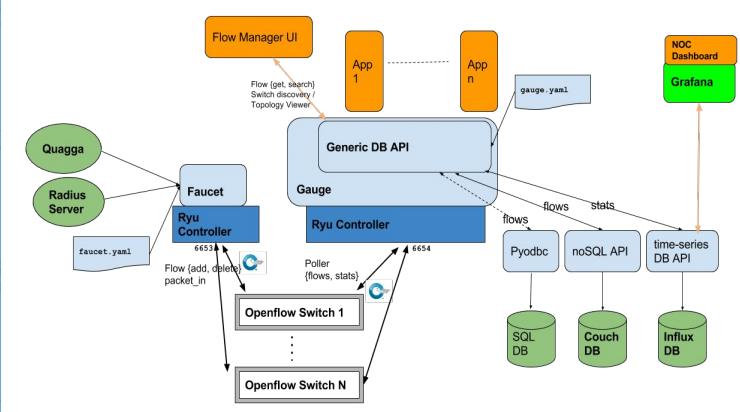 Flow Manager UI
App
1
App
n
NOC
Dashboard
Grafana
Flow {get, search}
Switch discovery /
Topology Viewer
gauge.yaml
Generic DB API
Gauge
Quagga
Radius
Server
Faucet
Ryu
Controller
Ryu Controller
faucet.yaml
6653
6654
flows
flows
stats
Flow {add, delete}
packet_in
Poller
{flows, stats}
Pyodbc
noSQL API
time-series
DB API
Openflow Switch 1
Openflow Switch N
SQL
DB
Couch
DB
Influx
DB